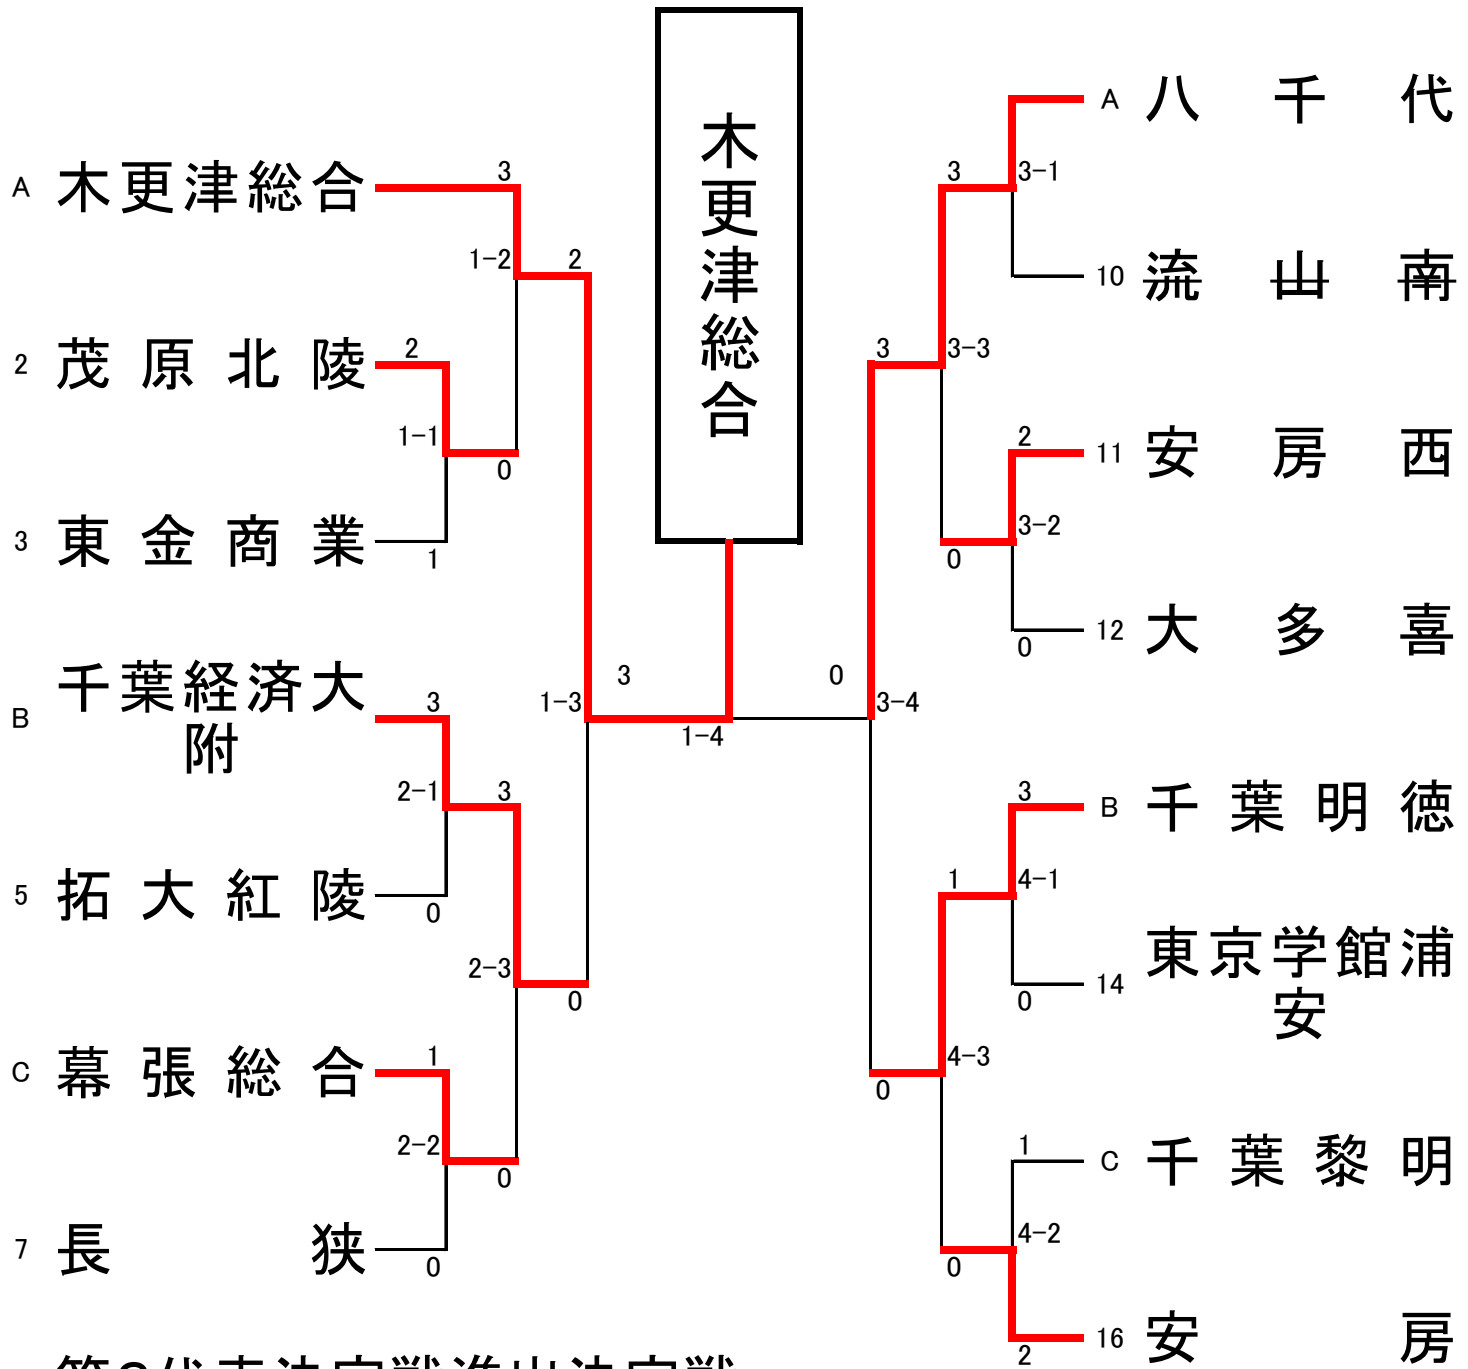 木更津総合
A 木更津総合
3
1-2
2
2 茂原北陵
2
1-1
0
3 東金商業
1
B 千葉経済大
附
3
2-1
3
5 拓大紅陵
0
2-3
0
C 幕張総合
1
2-2
0
7 長狭
0
1-3
3
1-4
0
3-4
A 八千代
3
3-1
10 流山南
3
3-3
11 安房西
2
3-2
0
12 大多喜
0
B 千葉明徳
3
1
4-1
14 東京学館浦
安
0
4-3
0
C 千葉黎明
1
4-2
0
16 安房
2